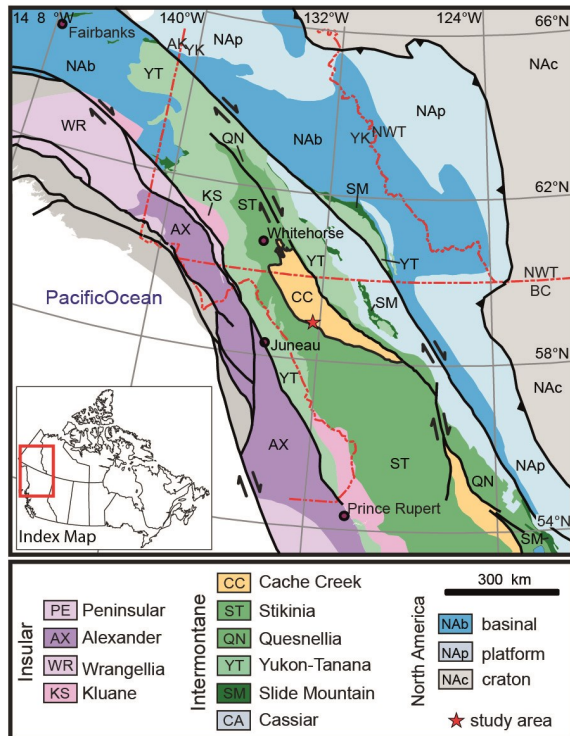 14 8°W
140°W
132°W
124°W
66°N
Fairbanks
AK
YK
NAp
NAc
NAb
YT
NAp
WR
QN
NAb
YK
NWT
SM
62°N
KS
ST
AX
Whitehorse
YT
YT
NWT
BC
PacificOcean
CC
SM
Juneau
58°N
YT
NAc
AX
ST
NAp
QN
Prince Rupert
54°N
SM
Index Map
300 km
Insular
PE Peninsular
AX Alexander
WR Wrangellia
KS Kluane
Intermontane
CC Cache Creek
ST Stikinia
QN Quesnellia
YT Yukon-Tanana
SM Slide Mountain
CA Cassiar
North America
NAb basinal
NAp platform
NAc craton
study area